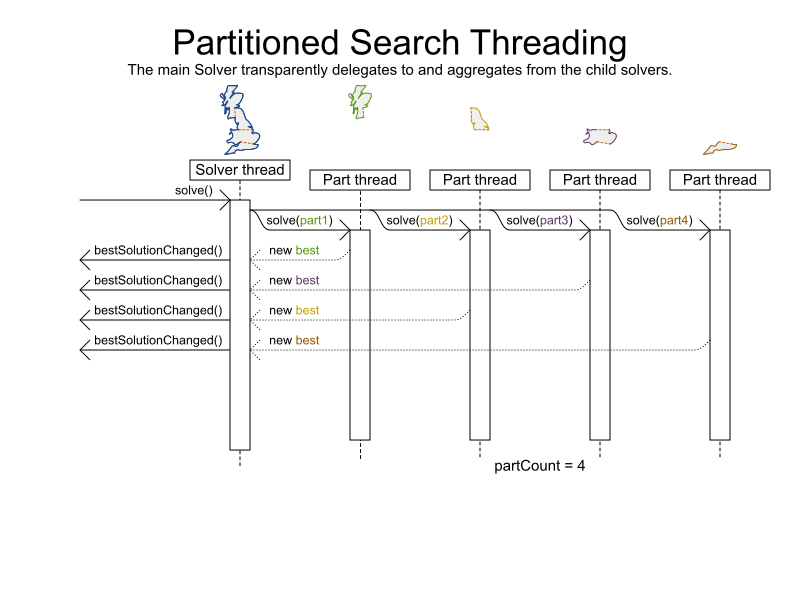 Partitioned Search Threading
The main Solver transparently delegates to and aggregates from the child solvers.
Solver thread
Part thread
Part thread
Part thread
Part thread
solve()
solve(part1)
solve(part2)
solve(part3)
solve(part4)
bestSolutionChanged()
new best
bestSolutionChanged()
new best
bestSolutionChanged()
new best
bestSolutionChanged()
new best
partCount = 4